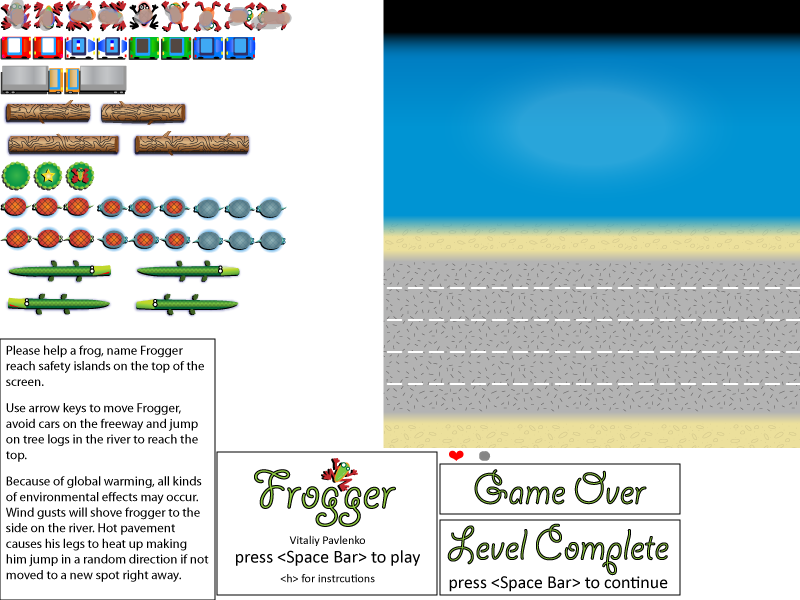 Please help a frog, name Frogger
reach safety islands on the top of the
screen.
Use arrow keys to move Frogger,
avoid cars on the freeway and jump
on tree logs in the river to reach the
top.
Because of global warming, all kinds
of environmental effects may occur.
Wind gusts will shove frogger to the
side on the river. Hot pavement
causes his legs to heat up making
him jump in a random direction if not
moved to a new spot right away.
Frogger
Vitaliy Pavlenko
press <Space Bar> to play
<h> for instrcutions
Game Over
Level Complete
press <Space Bar> to continue